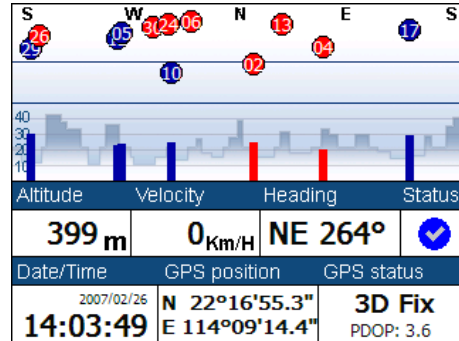 S W N E S
26 29 05 30 24 06 13 04 17
10 02
40
30
20
10
Altitude Velocity Heading Status
399 m 0 Km/H NE 264°
Date/Time GPS position GPS status
2007/02/26 N 22°16'55.3" 3D Fix
14:03:49 E 114°09'14.4" PDOP: 3.6